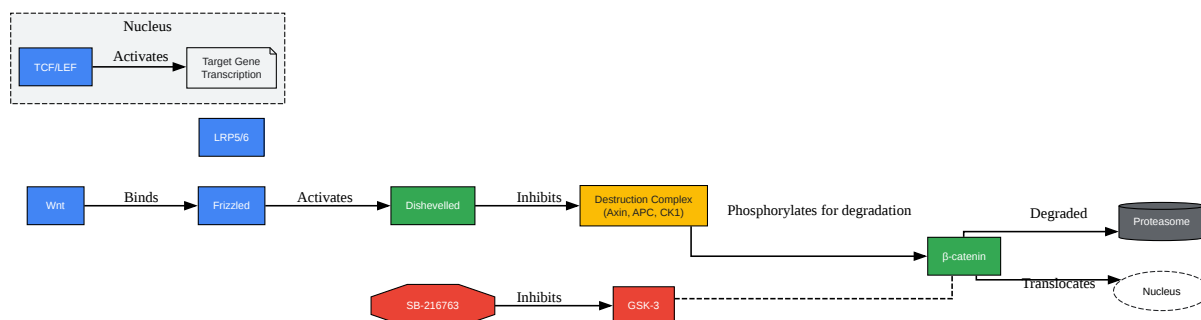 Nucleus
TCF/LEF
Activates
Target Gene
Transcription
LRP5/6
Wnt
Binds
Frizzled
Activates
Dishevelled
Inhibits
Destruction Complex
(Axin, APC, CK1)
Phosphorylates for degradation
β-catenin
Degraded
Proteasome
Translocates
Nucleus
SB-216763
Inhibits
GSK-3